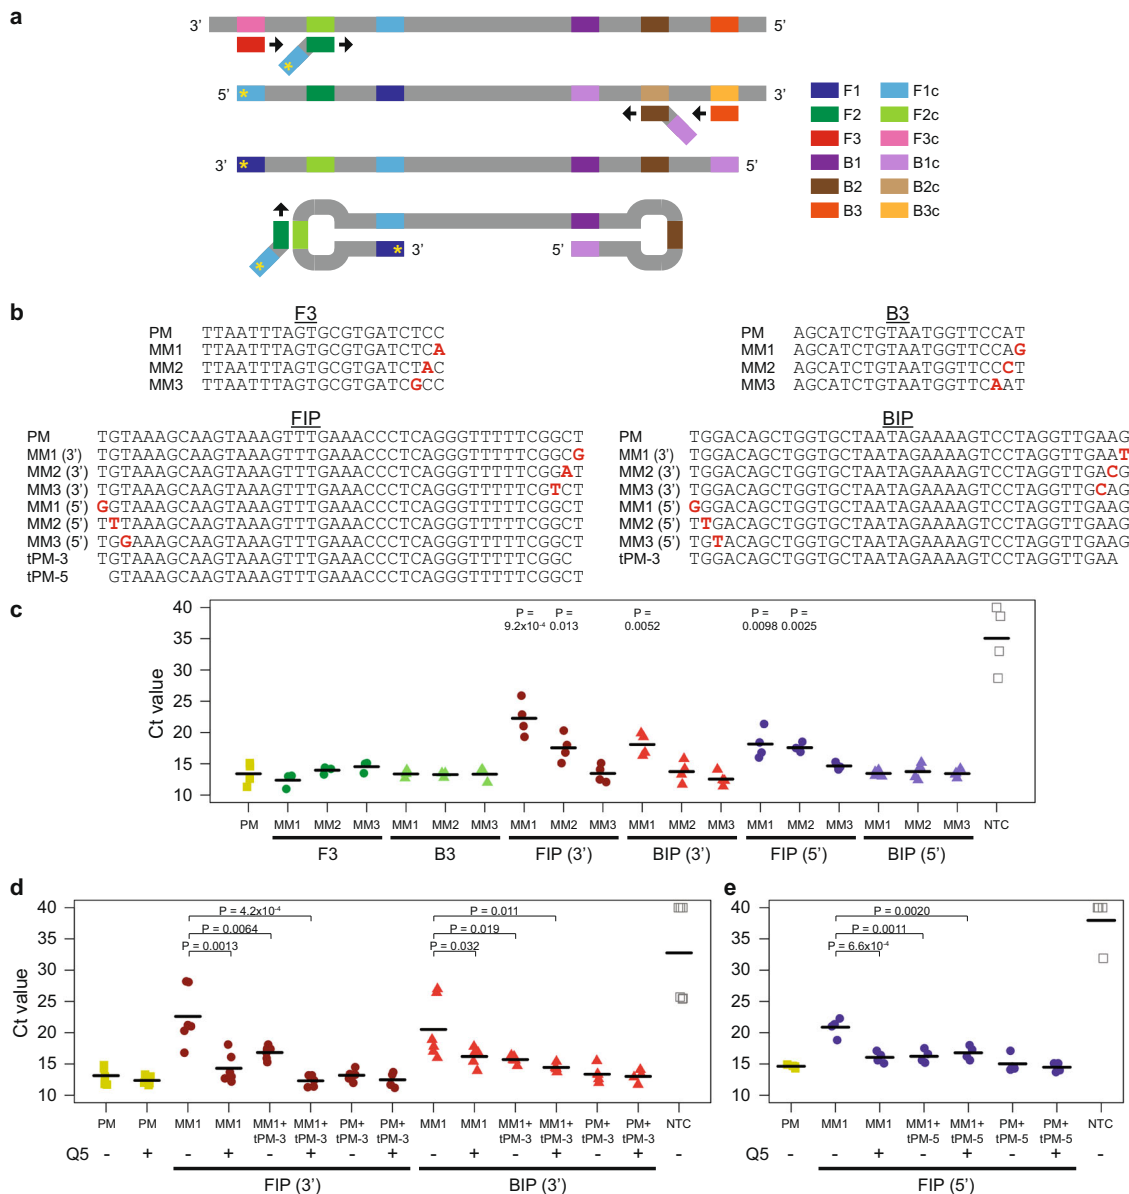 a
3’ 5’
5’ 3’
3’ 5’
3’ 5’
* * * * *
F1 F1c
F2 F2c
F3 F3c
B1 B1c
B2 B2c
B3 B3c
b
F3
PM TTAATTTAGTGCGTGATCTCC
MM1 TTAATTTAGTGCGTGATCTCA
MM2 TTAATTTAGTGCGTGATCTAC
MM3 TTAATTTAGTGCGTGATCGCC
B3
PM AGCATCTGTAATGGTTCCAT
MM1 AGCATCTGTAATGGTTCCAG
MM2 AGCATCTGTAATGGTTCCCT
MM3 AGCATCTGTAATGGTTCAAT
FIP
PM TGTAAAGCAAGTAAAGTTTGAAACCCTCAGGGTTTTTCGGCT
MM1 (3’) TGTAAAGCAAGTAAAGTTTGAAACCCTCAGGGTTTTTCGGCG
MM2 (3’) TGTAAAGCAAGTAAAGTTTGAAACCCTCAGGGTTTTTCGGAT
MM3 (3’) TGTAAAGCAAGTAAAGTTTGAAACCCTCAGGGTTTTTCGTCT
MM1 (5’) GGTAAAGCAAGTAAAGTTTGAAACCCTCAGGGTTTTTCGGCT
MM2 (5’) TTTAAAGCAAGTAAAGTTTGAAACCCTCAGGGTTTTTCGGCT
MM3 (5’) TGGAAAGCAAGTAAAGTTTGAAACCCTCAGGGTTTTTCGGCT
tPM-3 TGTAAAGCAAGTAAAGTTTGAAACCCTCAGGGTTTTTCGGC
tPM-5 GTAAAGCAAGTAAAGTTTGAAACCCTCAGGGTTTTTCGGCT
BIP
PM TGGACAGCTGGTGCTAATAGAAAAGTCCTAGGTTGAAG
MM1 (3’) TGGACAGCTGGTGCTAATAGAAAAGTCCTAGGTTGAAT
MM2 (3’) TGGACAGCTGGTGCTAATAGAAAAGTCCTAGGTTGACG
MM3 (3’) TGGACAGCTGGTGCTAATAGAAAAGTCCTAGGTTGCAG
MM1 (5’) GGGACAGCTGGTGCTAATAGAAAAGTCCTAGGTTGAAG
MM2 (5’) TTGACAGCTGGTGCTAATAGAAAAGTCCTAGGTTGAAG
MM3 (5’) TGTACAGCTGGTGCTAATAGAAAAGTCCTAGGTTGAAG
tPM-3 TGGACAGCTGGTGCTAATAGAAAAGTCCTAGGTTGAA
c
Ct value
40
35
30
25
20
15
10
P = P = P = P = P =
9.2x10⁻⁴ 0.013 0.0052 0.0098 0.0025
PM MM1 MM2 MM3 MM1 MM2 MM3 MM1 MM2 MM3 MM1 MM2 MM3 MM1 MM2 MM3 MM1 MM2 MM3 NTC
F3 B3 FIP (3’) BIP (3’) FIP (5’) BIP (5’)
d
Ct value
40
35
30
25
20
15
10
P = 4.2x10⁻⁴
P = 0.0064
P = 0.0013
P = 0.011
P = 0.019
P = 0.032
PM PM MM1 MM1 MM1+ MM1+ PM+ PM+ MM1 MM1 MM1+ MM1+ PM+ PM+ NTC
tPM-3 tPM-3 tPM-3 tPM-3 tPM-3 tPM-3 tPM-3 tPM-3
Q5 - + - + - + - + - + - + - + -
FIP (3’) BIP (3’)
e
40
35
30
25
20
15
10
P = 0.0020
P = 0.0011
P = 6.6x10⁻⁴
PM MM1 MM1 MM1+ MM1+ PM+ PM+ NTC
tPM-5 tPM-5 tPM-5 tPM-5
Q5 - - + - + - + -
FIP (5’)